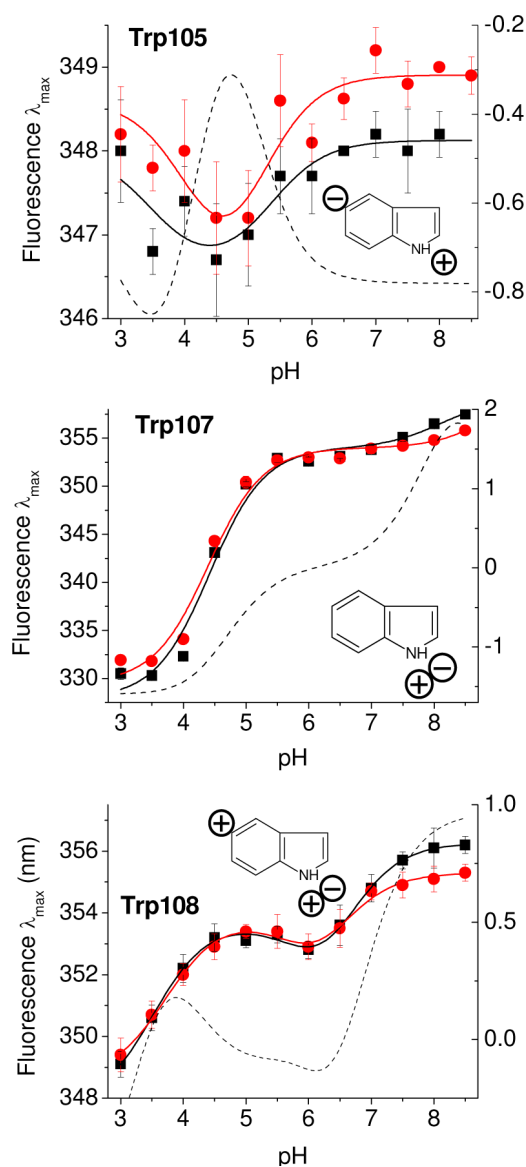 Trp105
Fluorescence λmax
349
348
347
346
-0.2
-0.4
-0.6
-0.8
NH
− +
3 4 5 6 7 8
pH
Trp107
Fluorescence λmax
355
350
345
340
335
330
2
1
0
-1
NH
+ −
3 4 5 6 7 8
pH
Trp108
Fluorescence λmax (nm)
356
354
352
350
348
1.0
0.5
0.0
+
NH
+ −
3 4 5 6 7 8
pH